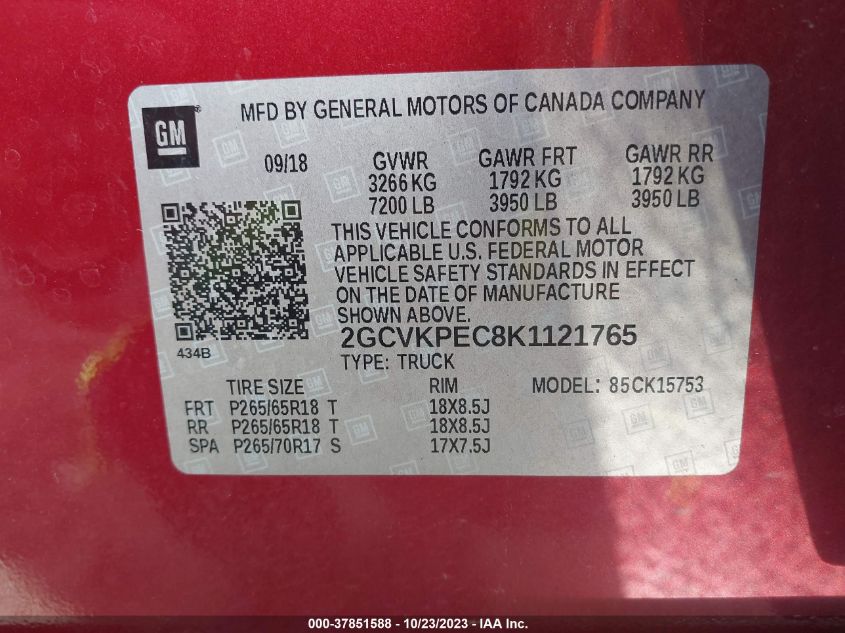 MFD BY GENERAL MOTORS OF CANADA COMPANY
GM®
09/18 GVWR GAWR FRT GAWR RR
3266 KG 1792 KG 1792 KG
7200 LB 3950 LB 3950 LB
THIS VEHICLE CONFORMS TO ALL
APPLICABLE U.S. FEDERAL MOTOR
VEHICLE SAFETY STANDARDS IN EFFECT
ON THE DATE OF MANUFACTURE
SHOWN ABOVE.
434B 2GCVKPEC8K1121765
TYPE: TRUCK
TIRE SIZE RIM MODEL: 85CK15753
FRT P265/65R18 T 18X8.5J
RR P265/65R18 T 18X8.5J
SPA P265/70R17 S 17X7.5J
000-37851588 - 10/23/2023 - IAA Inc.